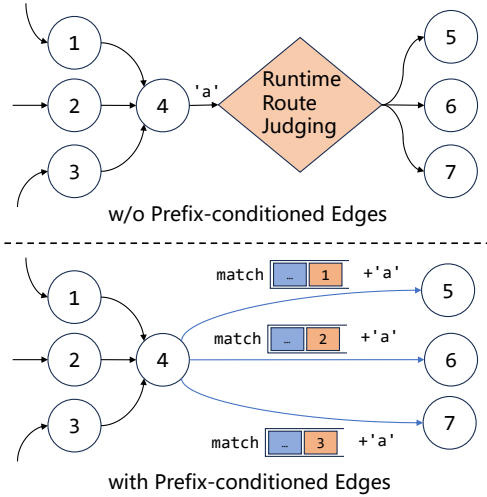 1
5
'a'
Runtime
Route
Judging
2
4
6
3
7
w/o Prefix-conditioned Edges
match … 1 +'a'
1
5
match … 2 +'a'
2
4
6
3
7
match … 3 +'a'
with Prefix-conditioned Edges